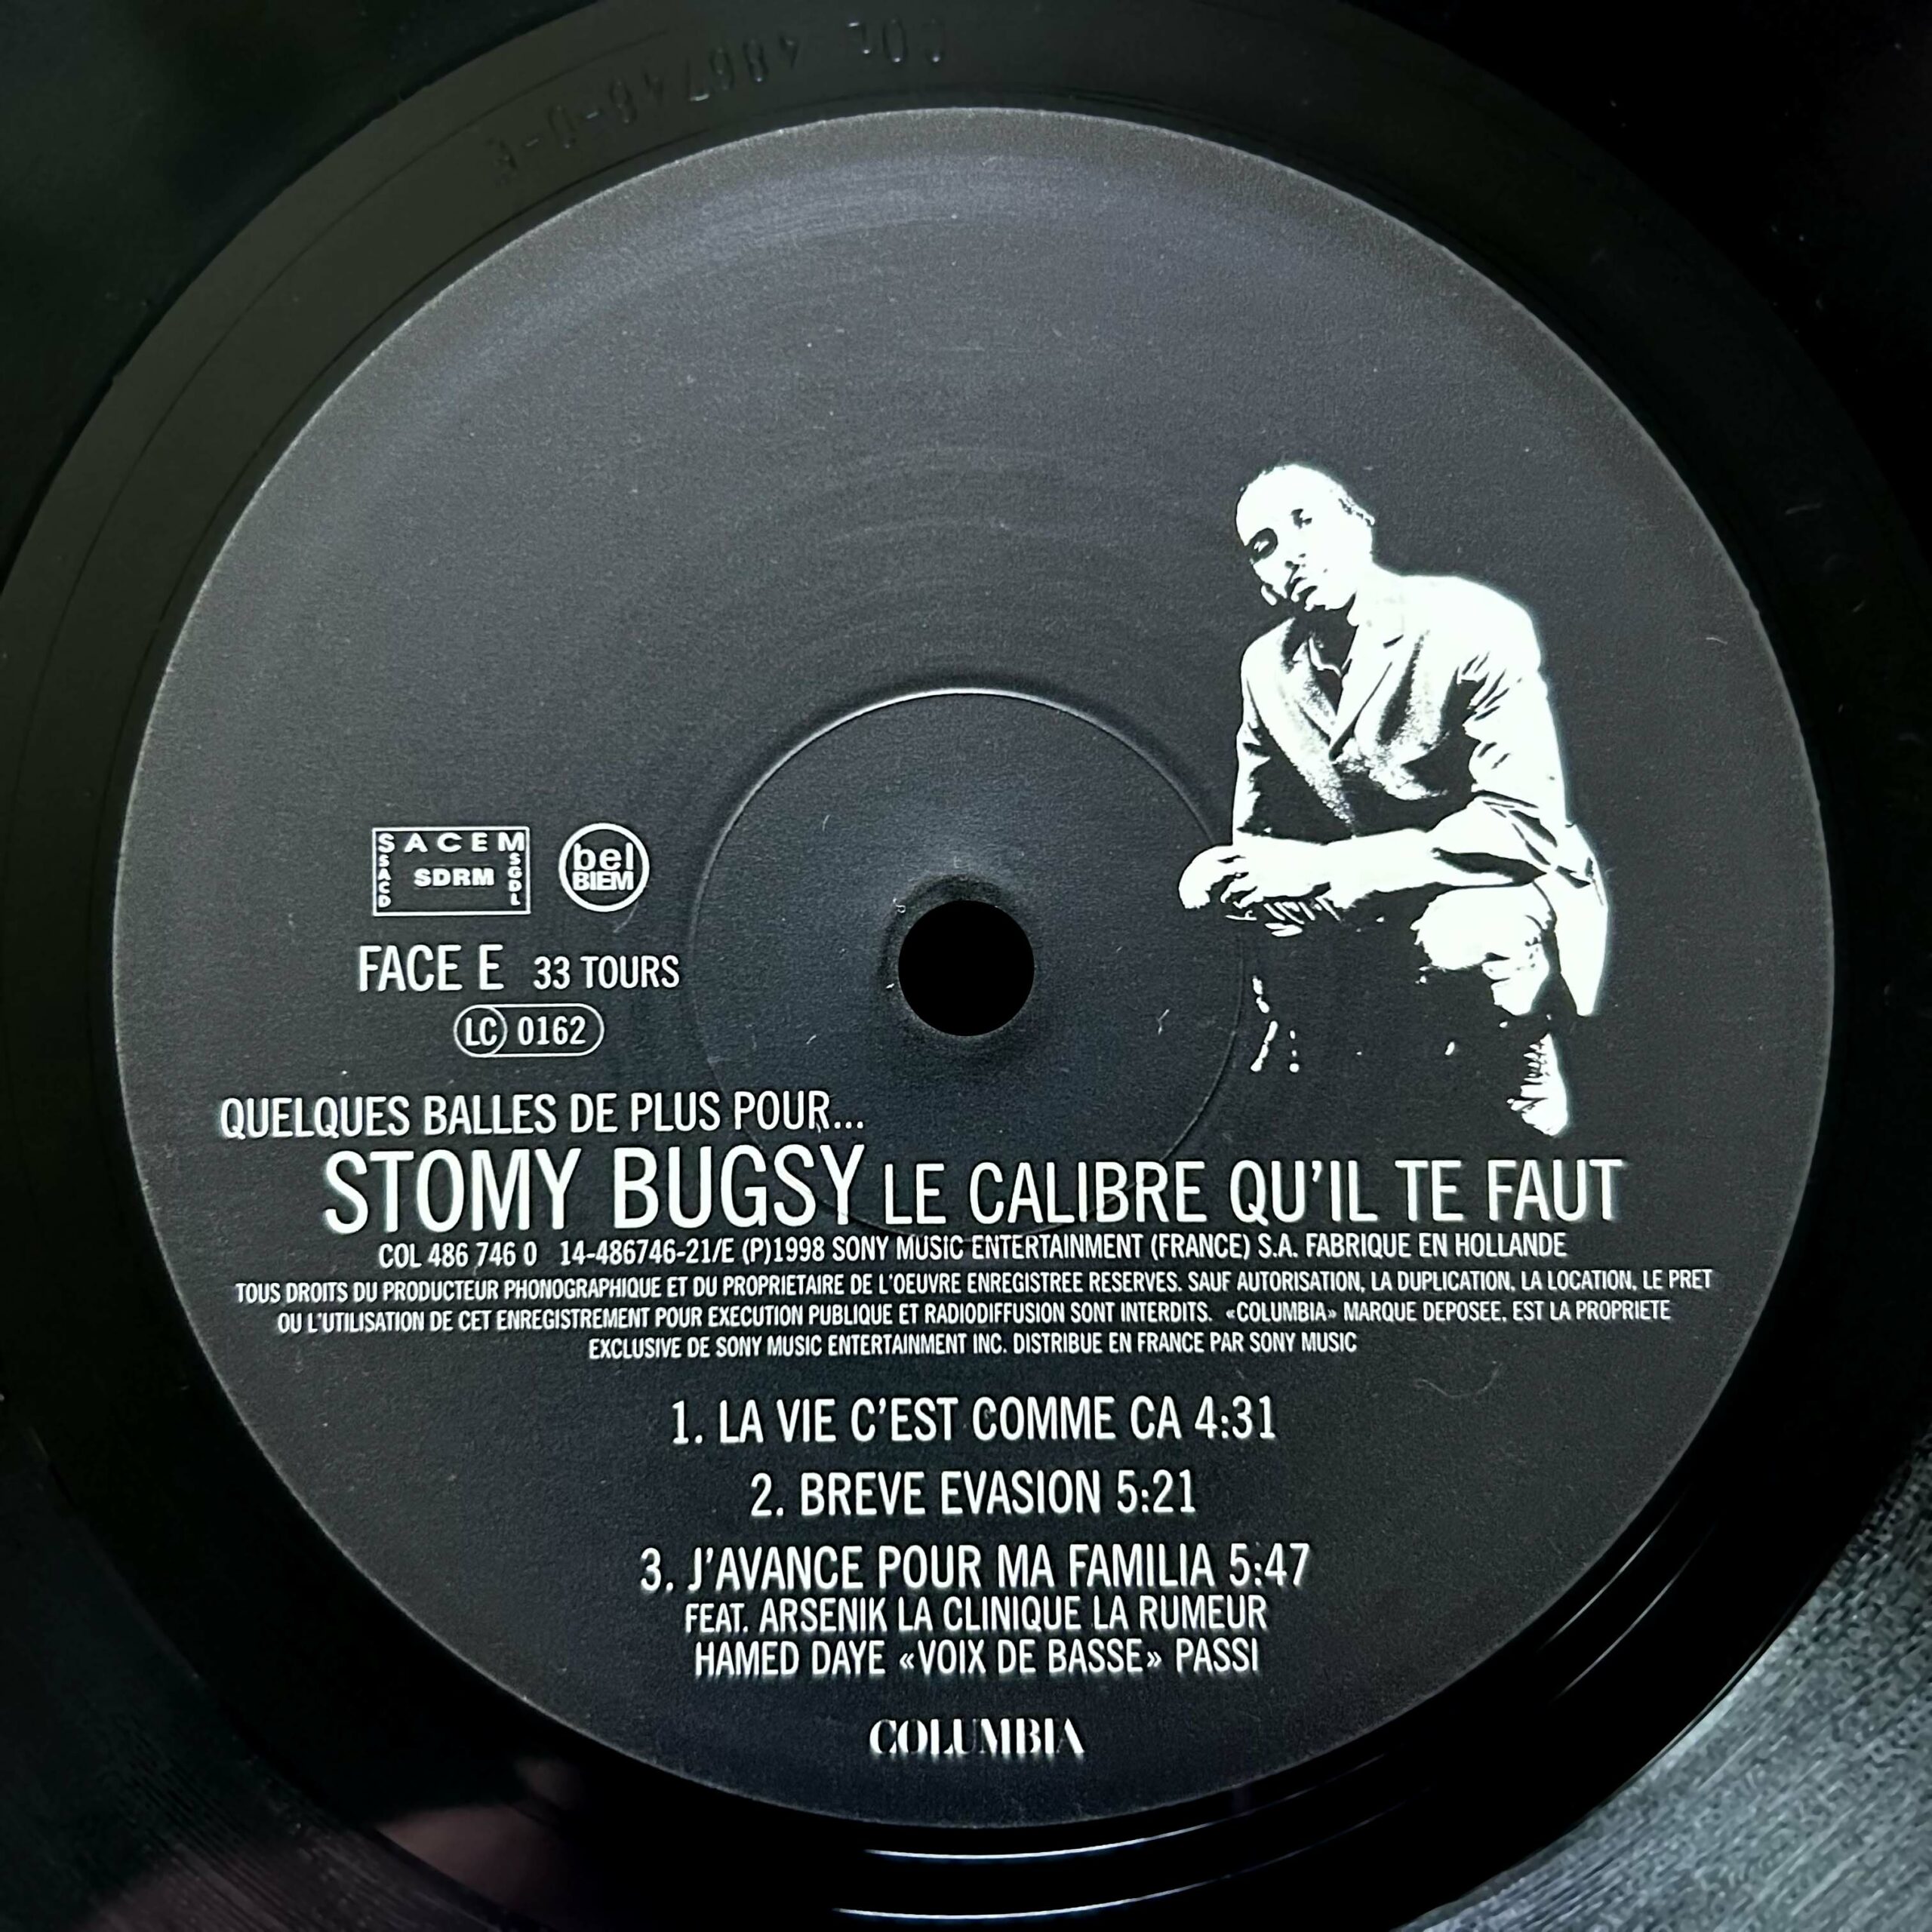 COL 486746-0-E
SACEM
SACD
SDRM
SGDL
bel
BIEM
FACE E 33 TOURS
LC 0162
QUELQUES BALLES DE PLUS POUR...
STOMY BUGSY LE CALIBRE QU'IL TE FAUT
COL 486 746 0 14-486746-21/E (P)1998 SONY MUSIC ENTERTAINMENT (FRANCE) S.A. FABRIQUE EN HOLLANDE
TOUS DROITS DU PRODUCTEUR PHONOGRAPHIQUE ET DU PROPRIETAIRE DE L'OEUVRE ENREGISTREE RESERVES. SAUF AUTORISATION, LA DUPLICATION, LA LOCATION, LE PRET
OU L'UTILISATION DE CET ENREGISTREMENT POUR EXECUTION PUBLIQUE ET RADIODIFFUSION SONT INTERDITS. «COLUMBIA» MARQUE DEPOSEE, EST LA PROPRIETE
EXCLUSIVE DE SONY MUSIC ENTERTAINMENT INC. DISTRIBUE EN FRANCE PAR SONY MUSIC
1. LA VIE C'EST COMME CA 4:31
2. BREVE EVASION 5:21
3. J'AVANCE POUR MA FAMILIA 5:47
FEAT. ARSENIK LA CLINIQUE LA RUMEUR
HAMED DAYE «VOIX DE BASSE» PASSI
COLUMBIA